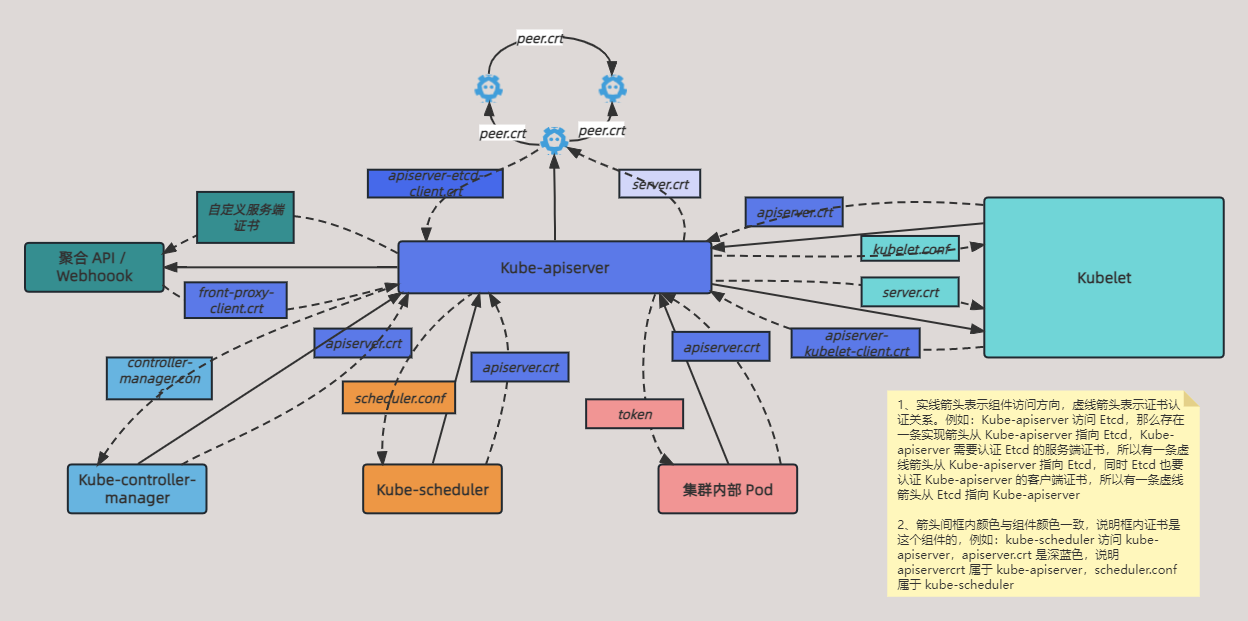 peer.crt
peer.crt
peer.crt
apiserver-etcd-
client.crt
server.crt
自定义服务端
证书
apiserver.crt
聚合 API /
Webhoook
Kube-apiserver
kubelet.conf
Kubelet
front-proxy-
client.crt
server.crt
apiserver.crt
apiserver-
kubelet-client.crt
apiserver.crt
controller-
manager.con
apiserver.crt
scheduler.conf
token
Kube-controller-
manager
Kube-scheduler
集群内部 Pod
1、实线箭头表示组件访问方向，虚线箭头表示证书认
证关系。例如：Kube-apiserver 访问 Etcd，那么存在
一条实现箭头从 Kube-apiserver 指向 Etcd，Kube-
apiserver 需要认证 Etcd 的服务端证书，所以有一条虚
线箭头从 Kube-apiserver 指向 Etcd，同时 Etcd 也要
认证 Kube-apiserver 的客户端证书，所以有一条虚线
箭头从 Etcd 指向 Kube-apiserver
2、箭头间框内颜色与组件颜色一致，说明框内证书是
这个组件的，例如：kube-scheduler 访问 kube-
apiserver，apiserver.crt 是深蓝色，说明
apiservercrt 属于 kube-apiserver，scheduler.conf
属于 kube-scheduler